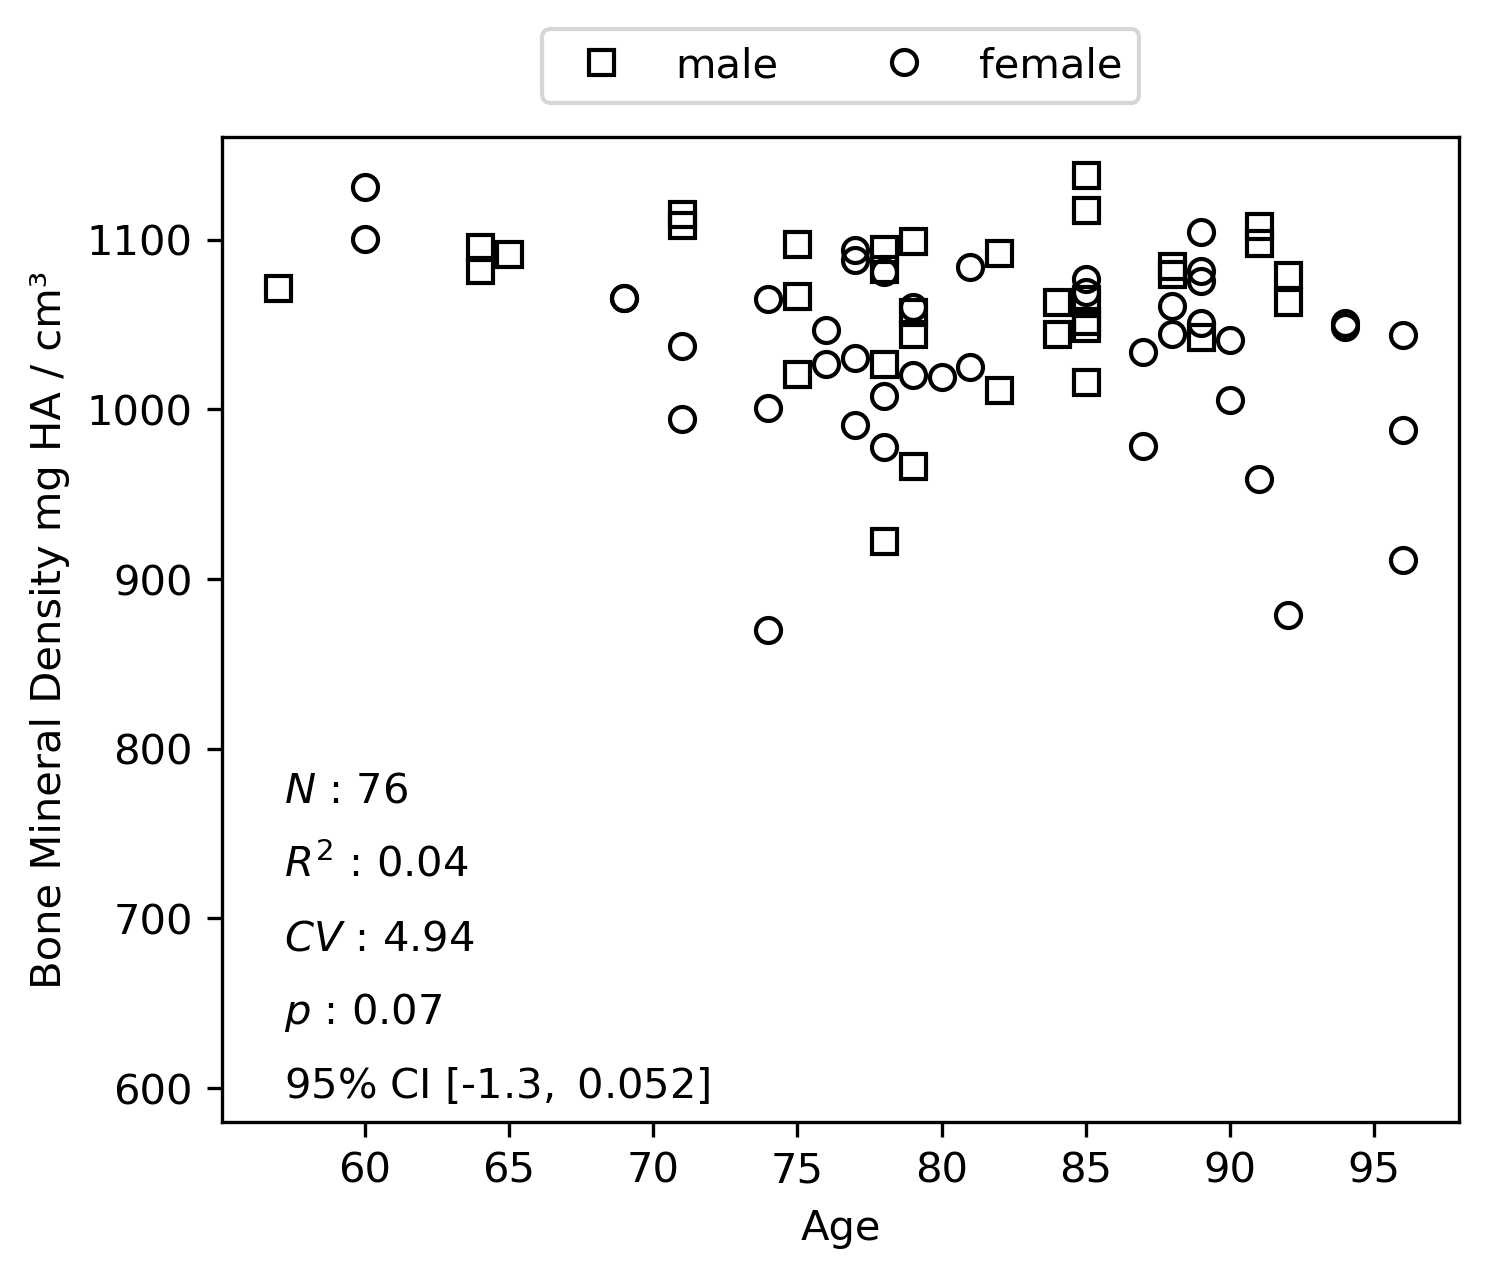 male female
Bone Mineral Density mg HA / cm³
1100
1000
900
800
700
600
N : 76
R² : 0.04
CV : 4.94
p : 0.07
95% CI [-1.3, 0.052]
60 65 70 75 80 85 90 95
Age